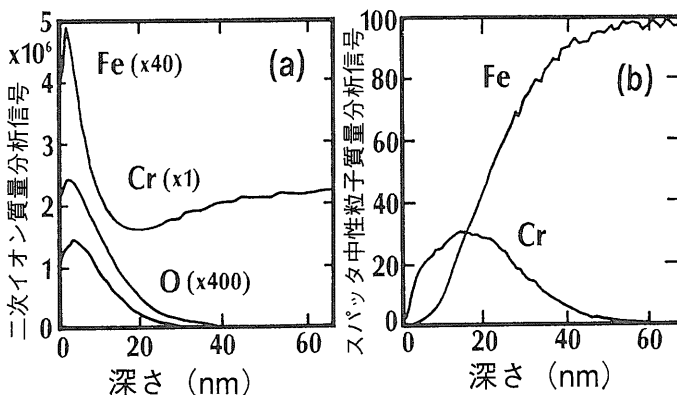 二次イオン質量分析信号
x10⁶
5
4
3
2
1
0
Fe (x40)
(a)
Cr (x1)
O (x400)
0 20 40 60
深さ (nm)
スパッタ中性粒子質量分析信号
100
80
60
40
20
0
Fe
(b)
Cr
0 20 40 60
深さ (nm)